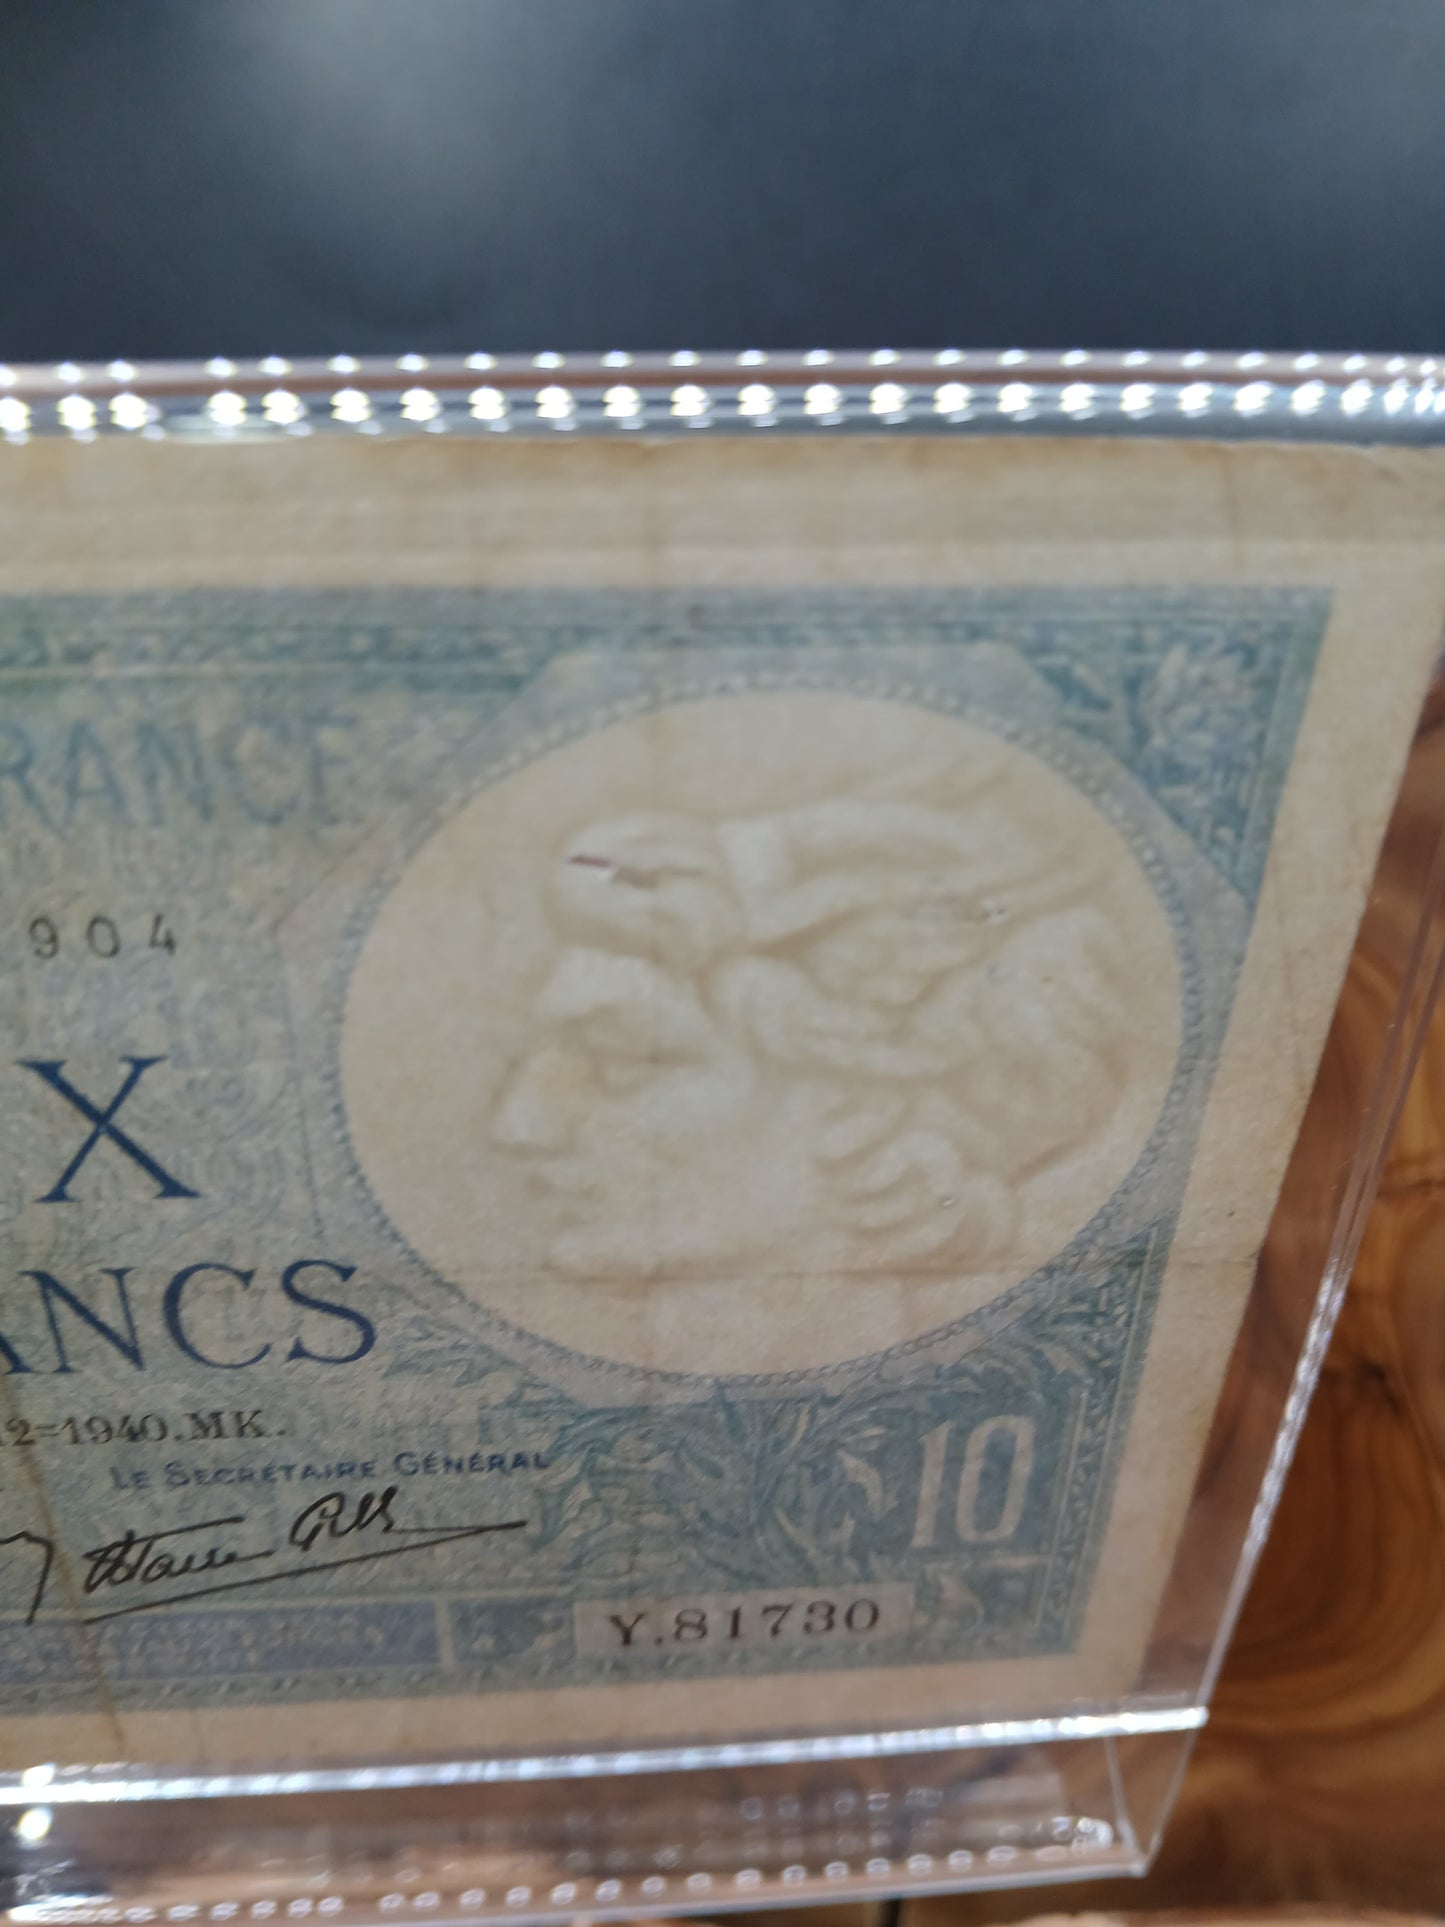 RANCE
904
X
ANCS
12=1940.MK.
LE SECRÉTAIRE GÉNÉRAL
10
Y.81730